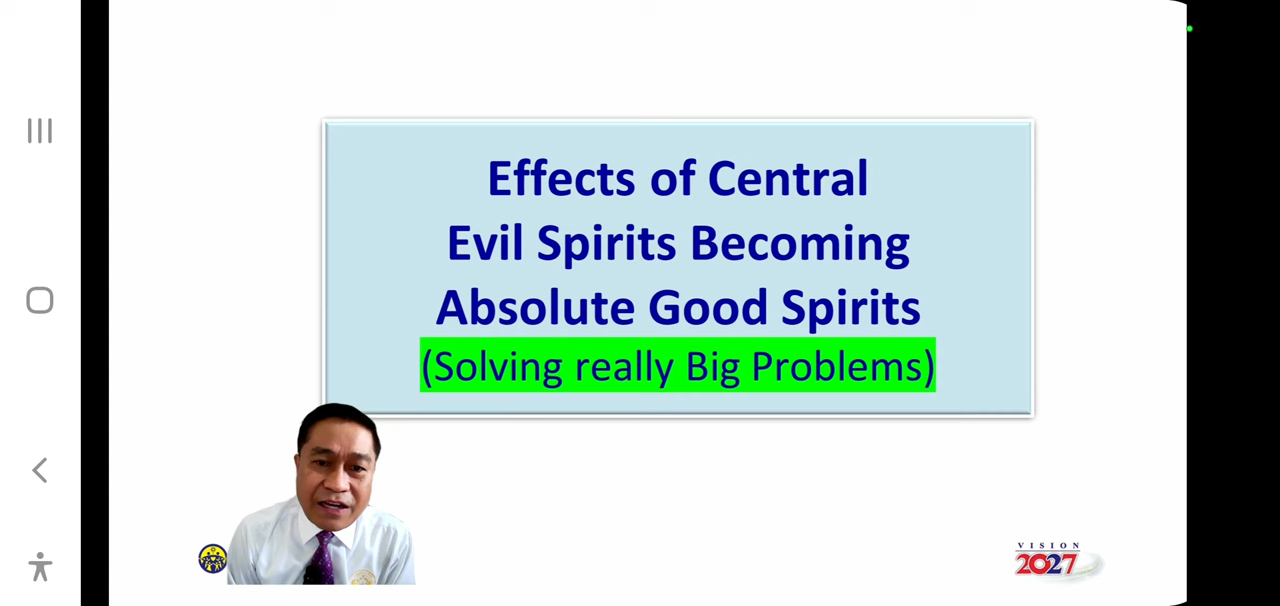 Effects of Central
Evil Spirits Becoming
Absolute Good Spirits
(Solving really Big Problems)
VISION
2027